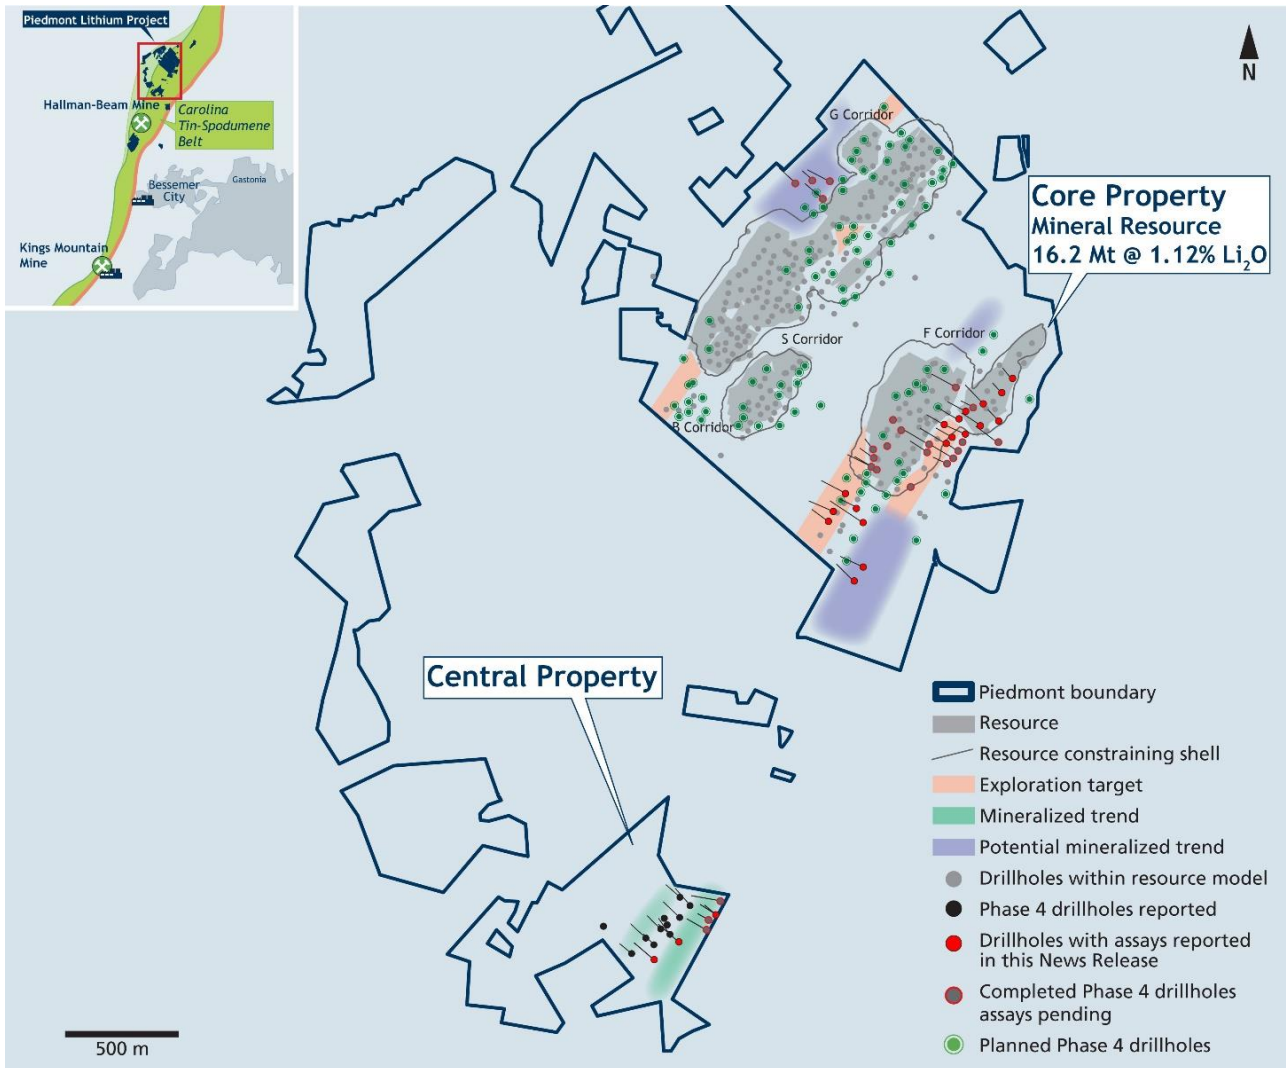 Piedmont Lithium Project
Hallman-Beam Mine
Carolina
Tin-Spodumene
Belt
Bessemer
City
Gastonia
Kings Mountain
Mine
N
G Corridor
Core Property
Mineral Resource
16.2 Mt @ 1.12% Li₂O
S Corridor
F Corridor
B Corridor
Central Property
Piedmont boundary
Resource
Resource constraining shell
Exploration target
Mineralized trend
Potential mineralized trend
Drillholes within resource model
Phase 4 drillholes reported
Drillholes with assays reported
in this News Release
Completed Phase 4 drillholes
assays pending
Planned Phase 4 drillholes
500 m